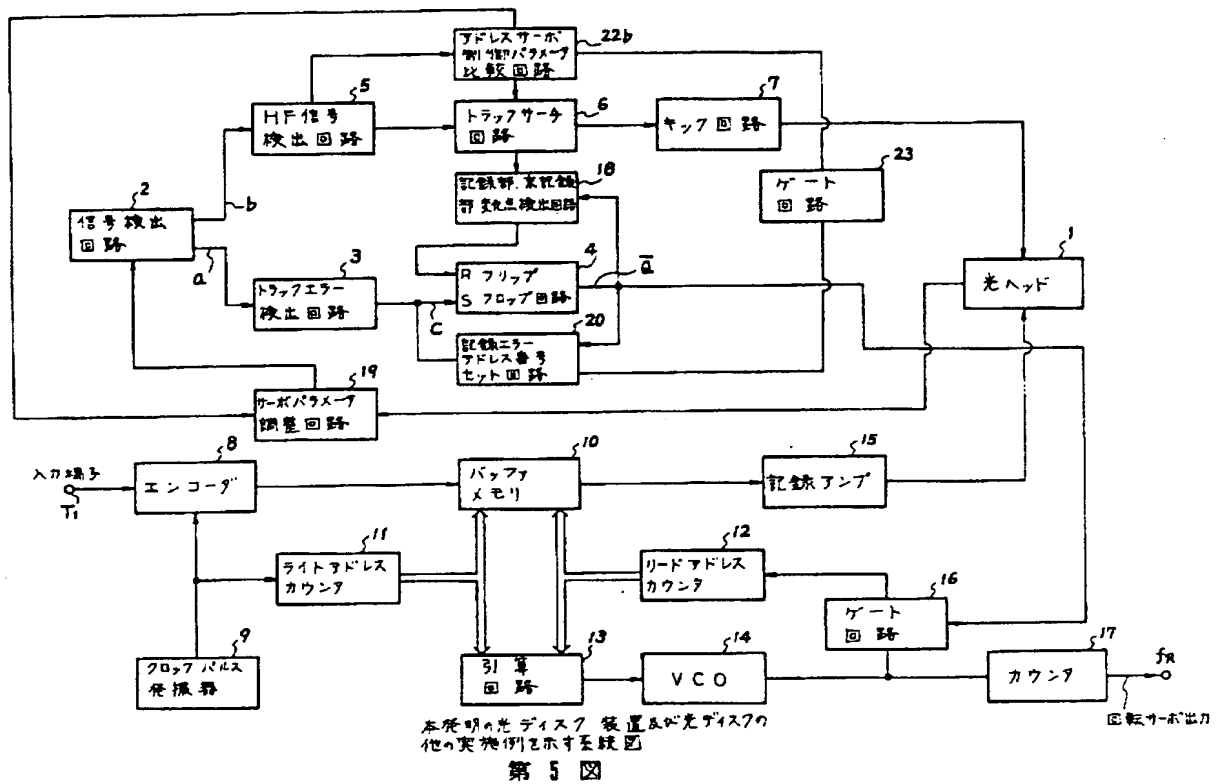 アドレスサーボ
制御パラメータ
比較回路
22b
5
HF信号
検出回路
6
トラックサーチ
回路
7
キック回路
18
記録部、未記録
部変化点検出回路
23
ゲート
回路
2
信号検出
回路
b
a
3
トラックエラー
検出回路
4
R フリップ
S フロップ回路
Q̅
C
1
光ヘッド
20
記録エラー
アドレス番号
セット回路
19
サーボパラメータ
調整回路
入力端子
T1
8
エンコーダ
10
バッファ
メモリ
15
記録アンプ
11
ライトアドレス
カウンタ
12
リードアドレス
カウンタ
16
ゲート
回路
9
クロックパルス
発振器
13
引算
回路
14
VCO
17
カウンタ
fR
回転サーボ出力
本発明の光ディスク装置及び光ディスクの
他の実施例を示す系統図
第 5 図